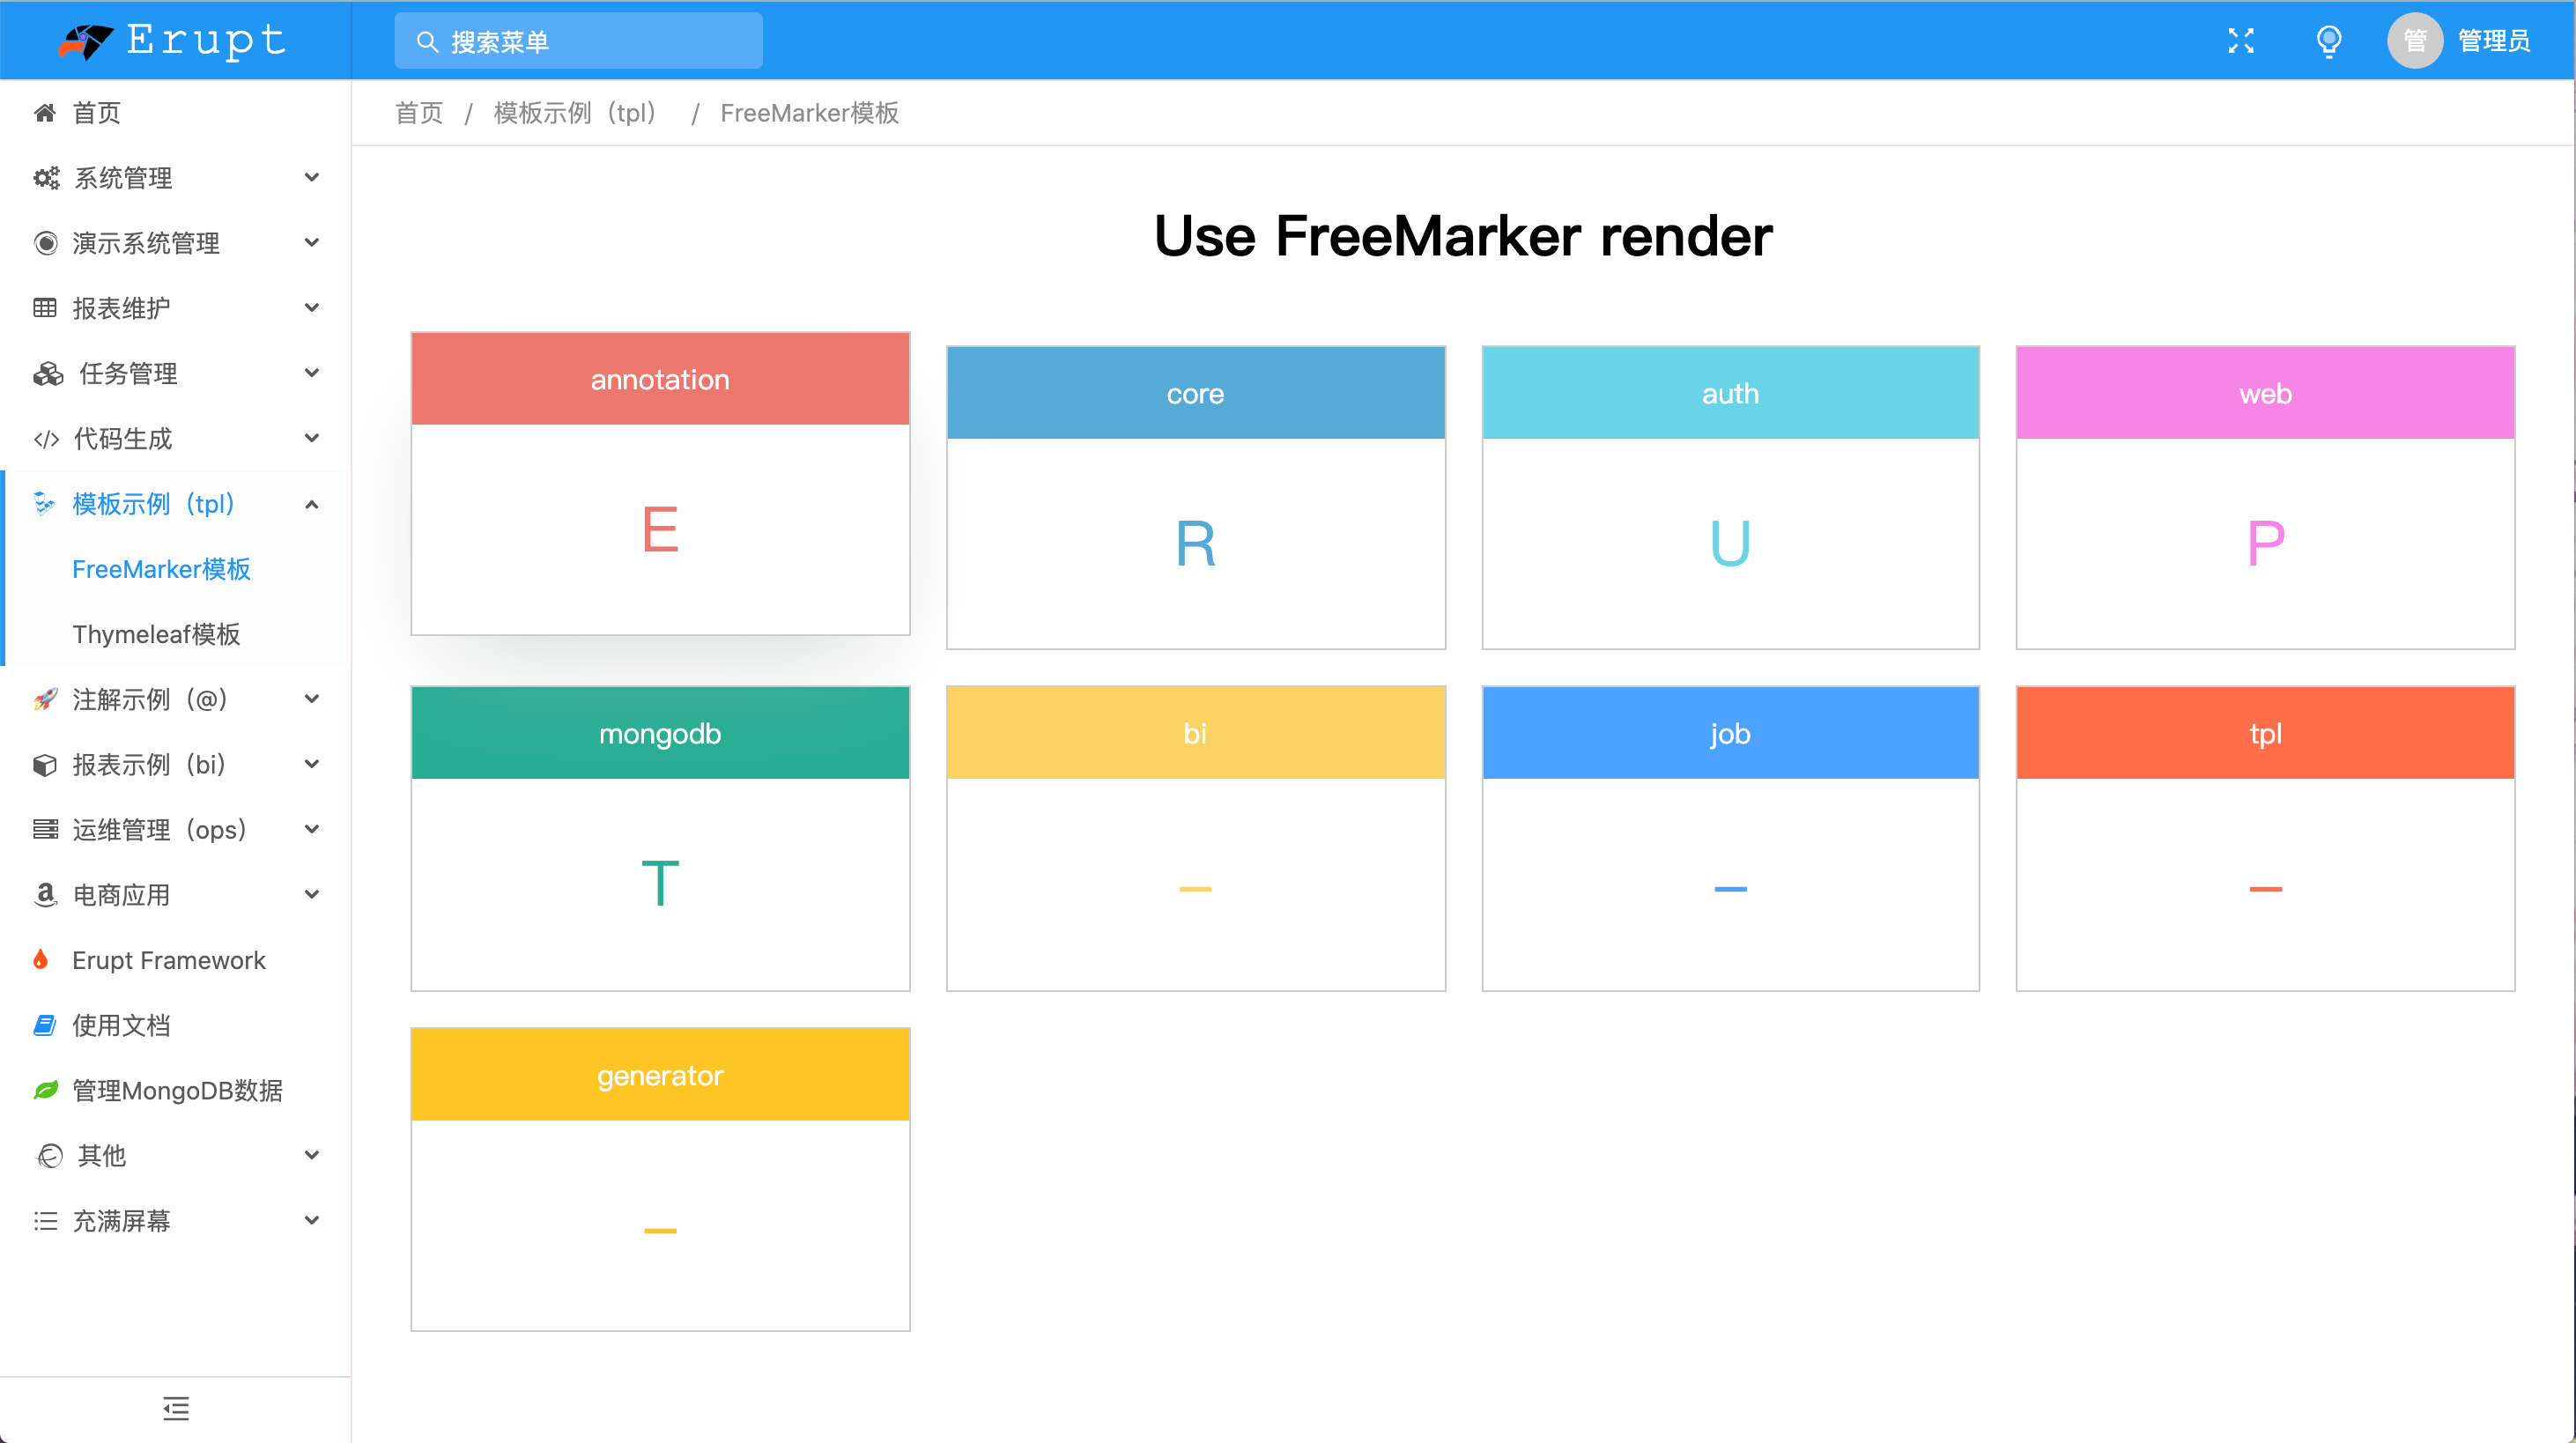 Erupt
搜索菜单
管 管理员
首页
系统管理
演示系统管理
报表维护
任务管理
代码生成
模板示例（tpl）
FreeMarker模板
Thymeleaf模板
注解示例（@）
报表示例（bi）
运维管理（ops）
电商应用
Erupt Framework
使用文档
管理MongoDB数据
其他
充满屏幕
首页 / 模板示例（tpl） / FreeMarker模板
Use FreeMarker render
annotation
E
core
R
auth
U
web
P
mongodb
T
bi
–
job
–
tpl
–
generator
–